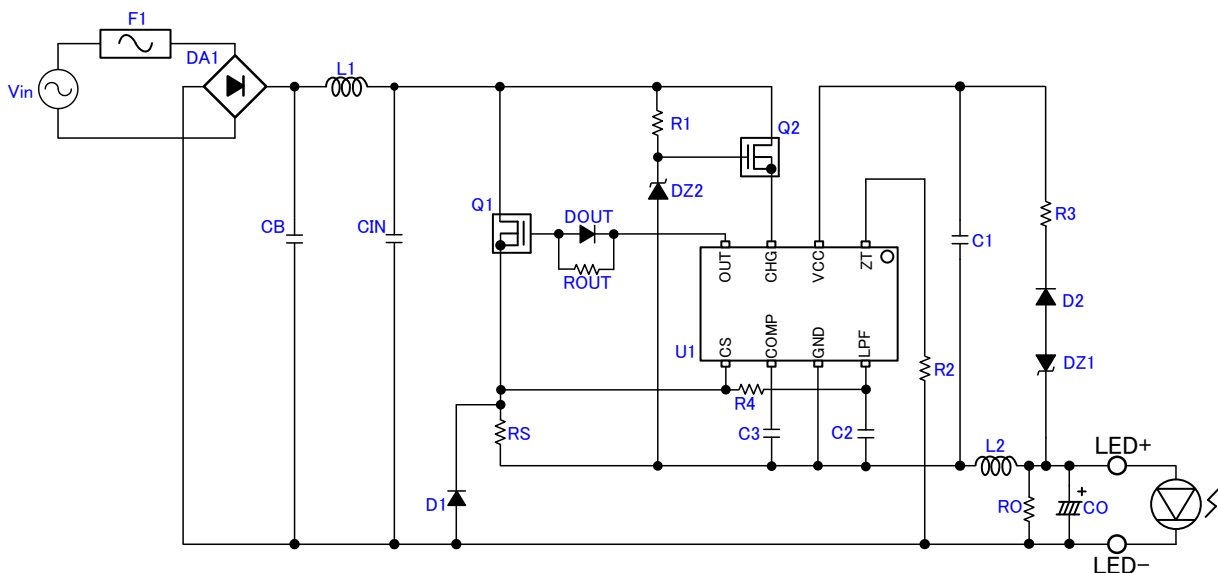 F1
DA1
Vin
L1
R1
Q2
DZ2
Q1
DOUT
ROUT
CB
CIN
OUT
CHG
VCC
ZT
C1
R3
D2
DZ1
CS
COMP
GND
LPF
U1
R2
R4
RS
C3
C2
L2
LED+
D1
RO
+
CO
LED-